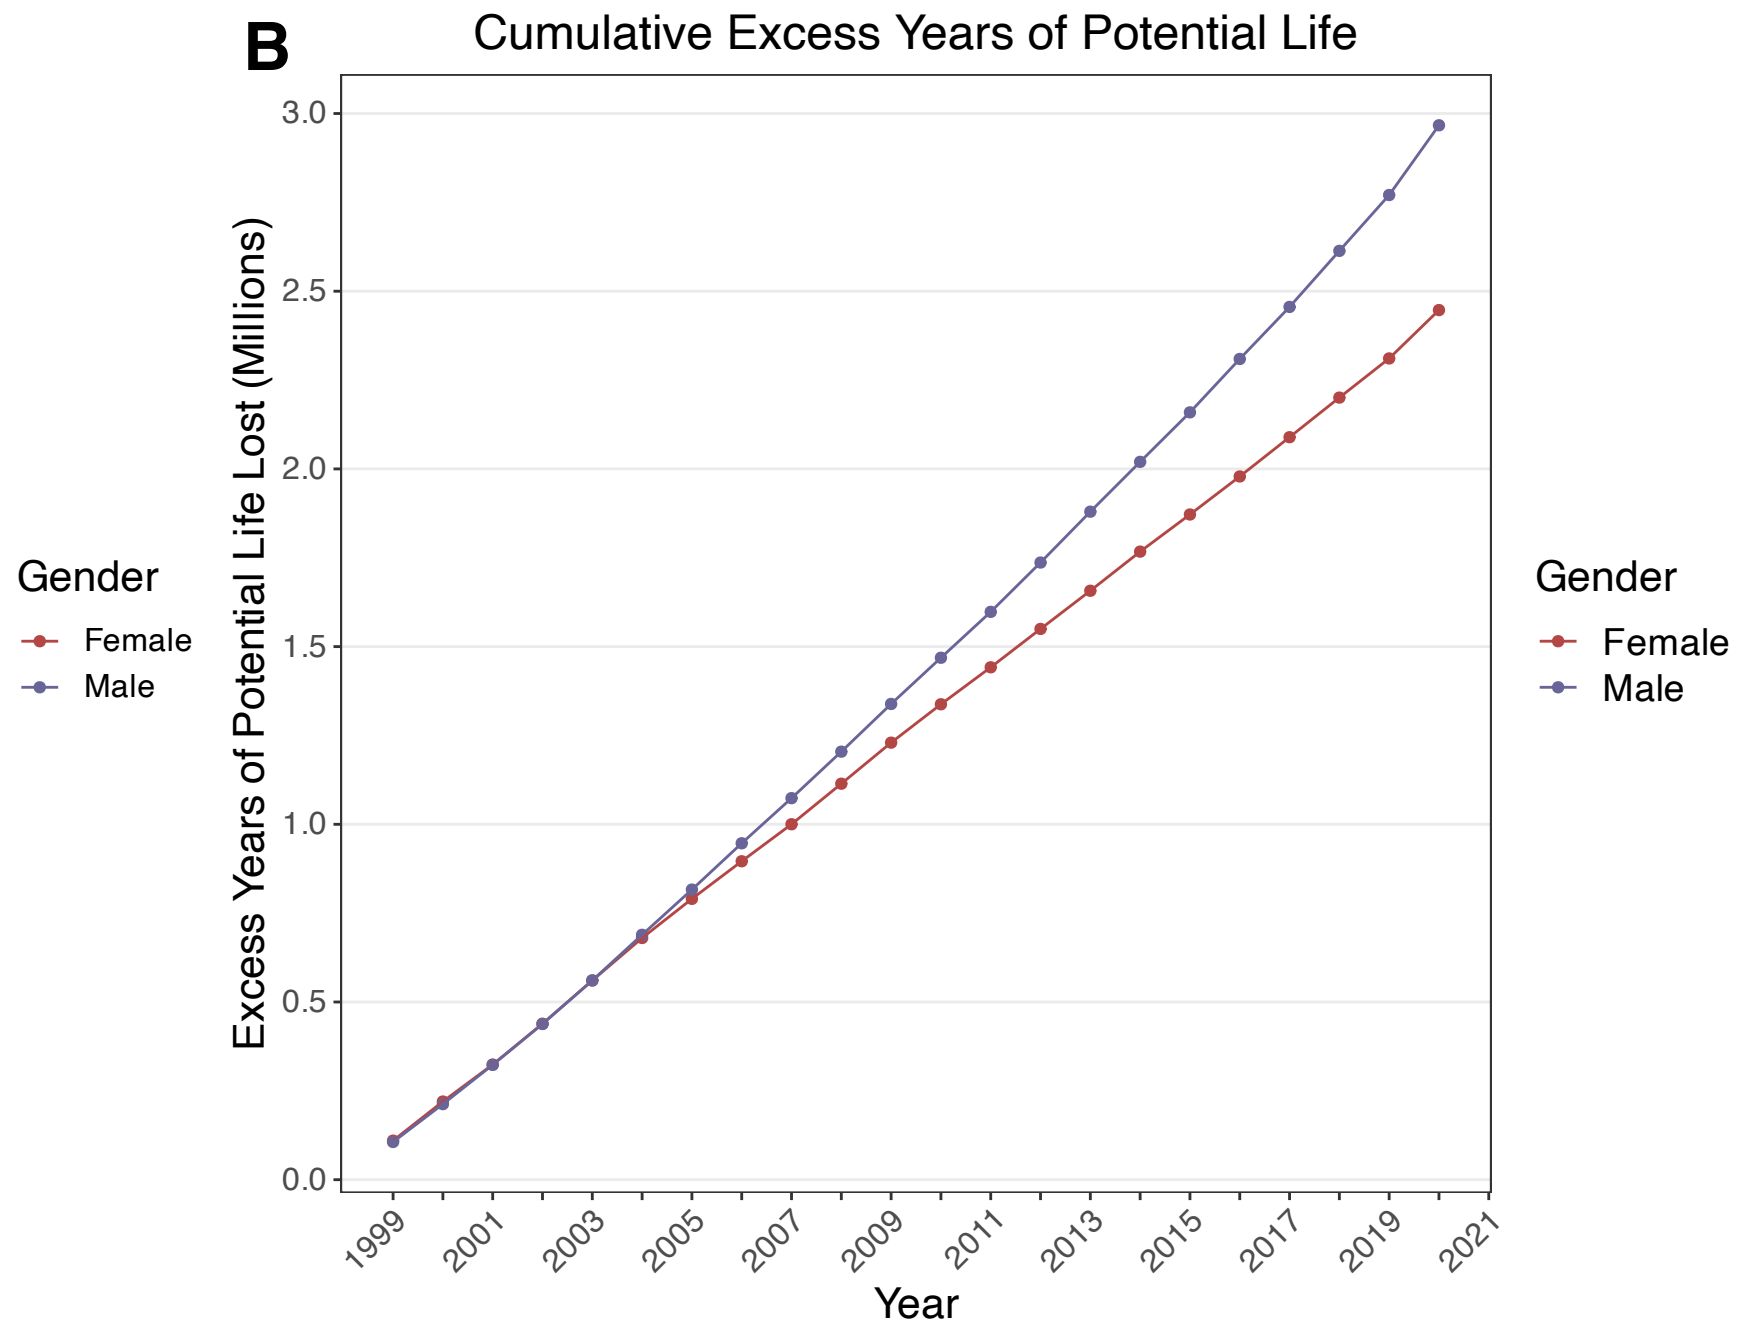 B
Cumulative Excess Years of Potential Life
Excess Years of Potential Life Lost (Millions)
3.0
2.5
2.0
1.5
1.0
0.5
0.0
1999
2001
2003
2005
2007
2009
2011
2013
2015
2017
2019
2021
Year
Gender
Female
Male
Gender
Female
Male